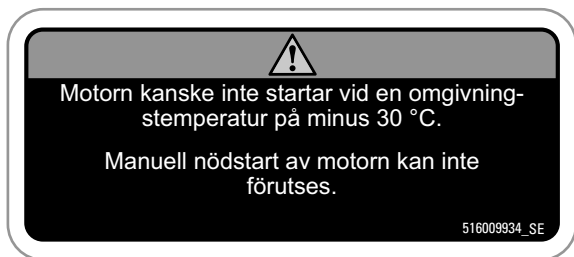 Motorn kanske inte startar vid en omgivning-
stemperatur på minus 30 °C.
Manuell nödstart av motorn kan inte
förutses.
516009934_SE